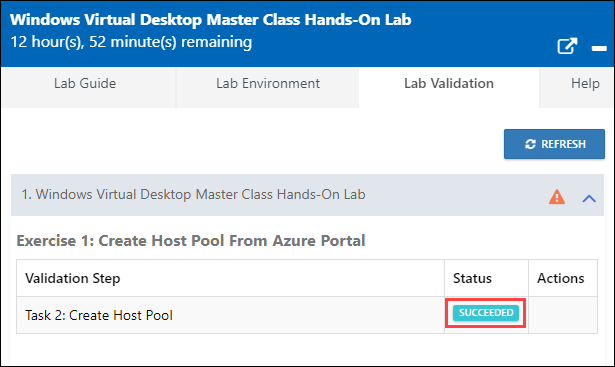 Windows Virtual Desktop Master Class Hands-On Lab
12 hour(s), 52 minute(s) remaining
Lab Guide Lab Environment Lab Validation Help
REFRESH
1. Windows Virtual Desktop Master Class Hands-On Lab
Exercise 1: Create Host Pool From Azure Portal
Validation Step Status Actions
Task 2: Create Host Pool SUCCEEDED